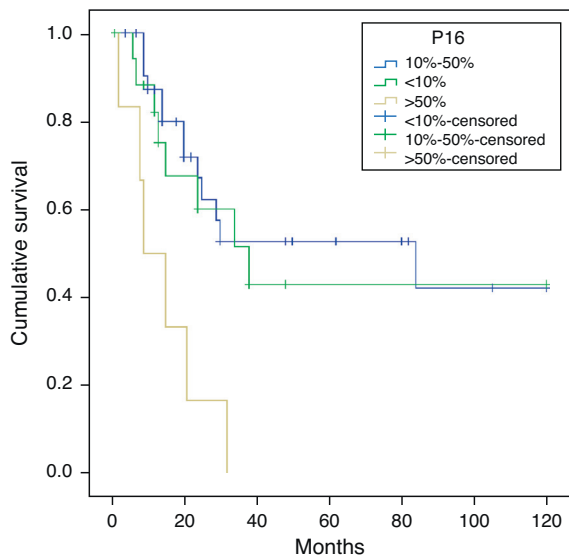 P16
10%-50%
<10%
>50%
<10%-censored
10%-50%-censored
>50%-censored
Cumulative survival
1.0
0.8
0.6
0.4
0.2
0.0
0 20 40 60 80 100 120
Months